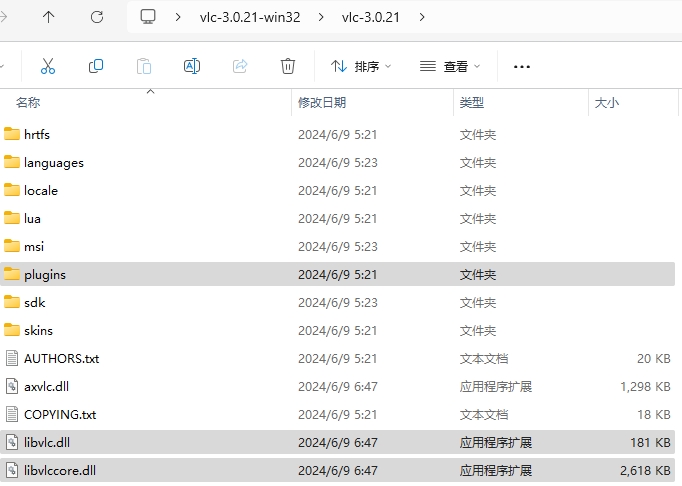 vlc-3.0.21-win32 > vlc-3.0.21 >
排序 查看
名称 修改日期 类型 大小
hrtfs 2024/6/9 5:21 文件夹
languages 2024/6/9 5:23 文件夹
locale 2024/6/9 5:21 文件夹
lua 2024/6/9 5:21 文件夹
msi 2024/6/9 5:23 文件夹
plugins 2024/6/9 5:21 文件夹
sdk 2024/6/9 5:23 文件夹
skins 2024/6/9 5:21 文件夹
AUTHORS.txt 2024/6/9 5:21 文本文档 20 KB
axvlc.dll 2024/6/9 6:47 应用程序扩展 1,298 KB
COPYING.txt 2024/6/9 5:21 文本文档 18 KB
libvlc.dll 2024/6/9 6:47 应用程序扩展 181 KB
libvlccore.dll 2024/6/9 6:47 应用程序扩展 2,618 KB